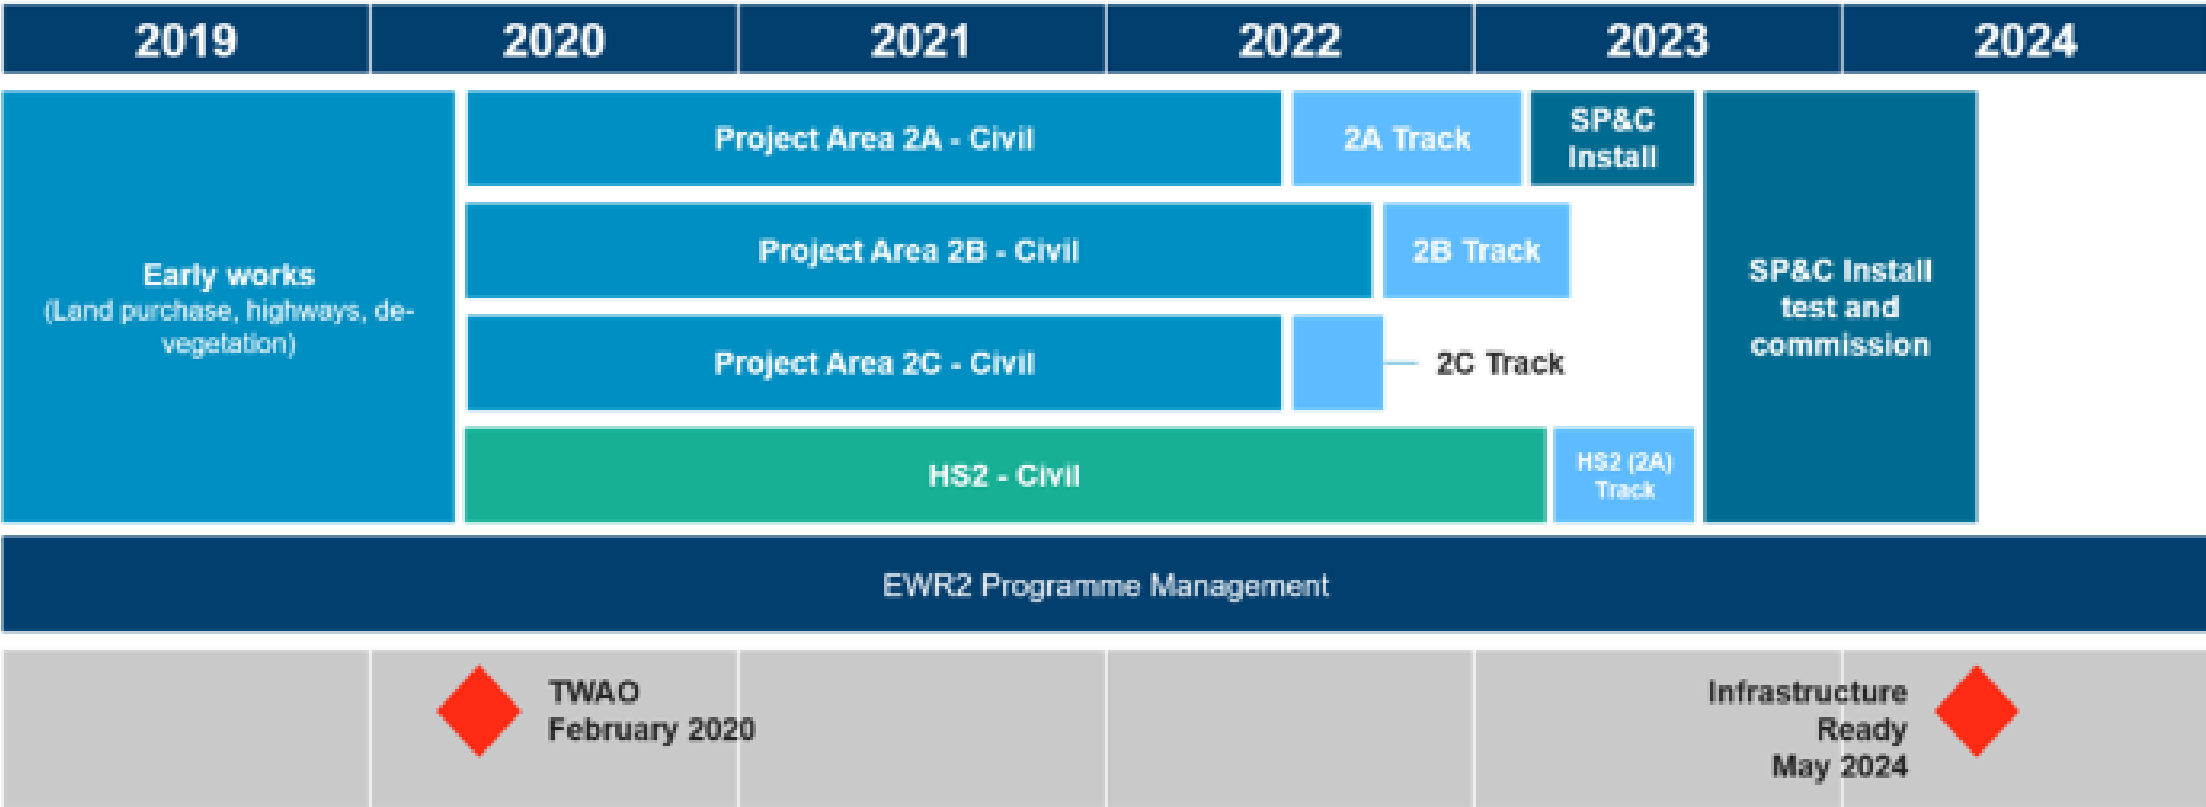 2019
2020
2021
2022
2023
2024
Early works
(Land purchase, highways, de-
vegetation)
Project Area 2A - Civil
2A Track
SP&C
Install
Project Area 2B - Civil
2B Track
Project Area 2C - Civil
2C Track
HS2 - Civil
HS2 (2A)
Track
SP&C Install
test and
commission
EWR2 Programme Management
TWAO
February 2020
Infrastructure
Ready
May 2024